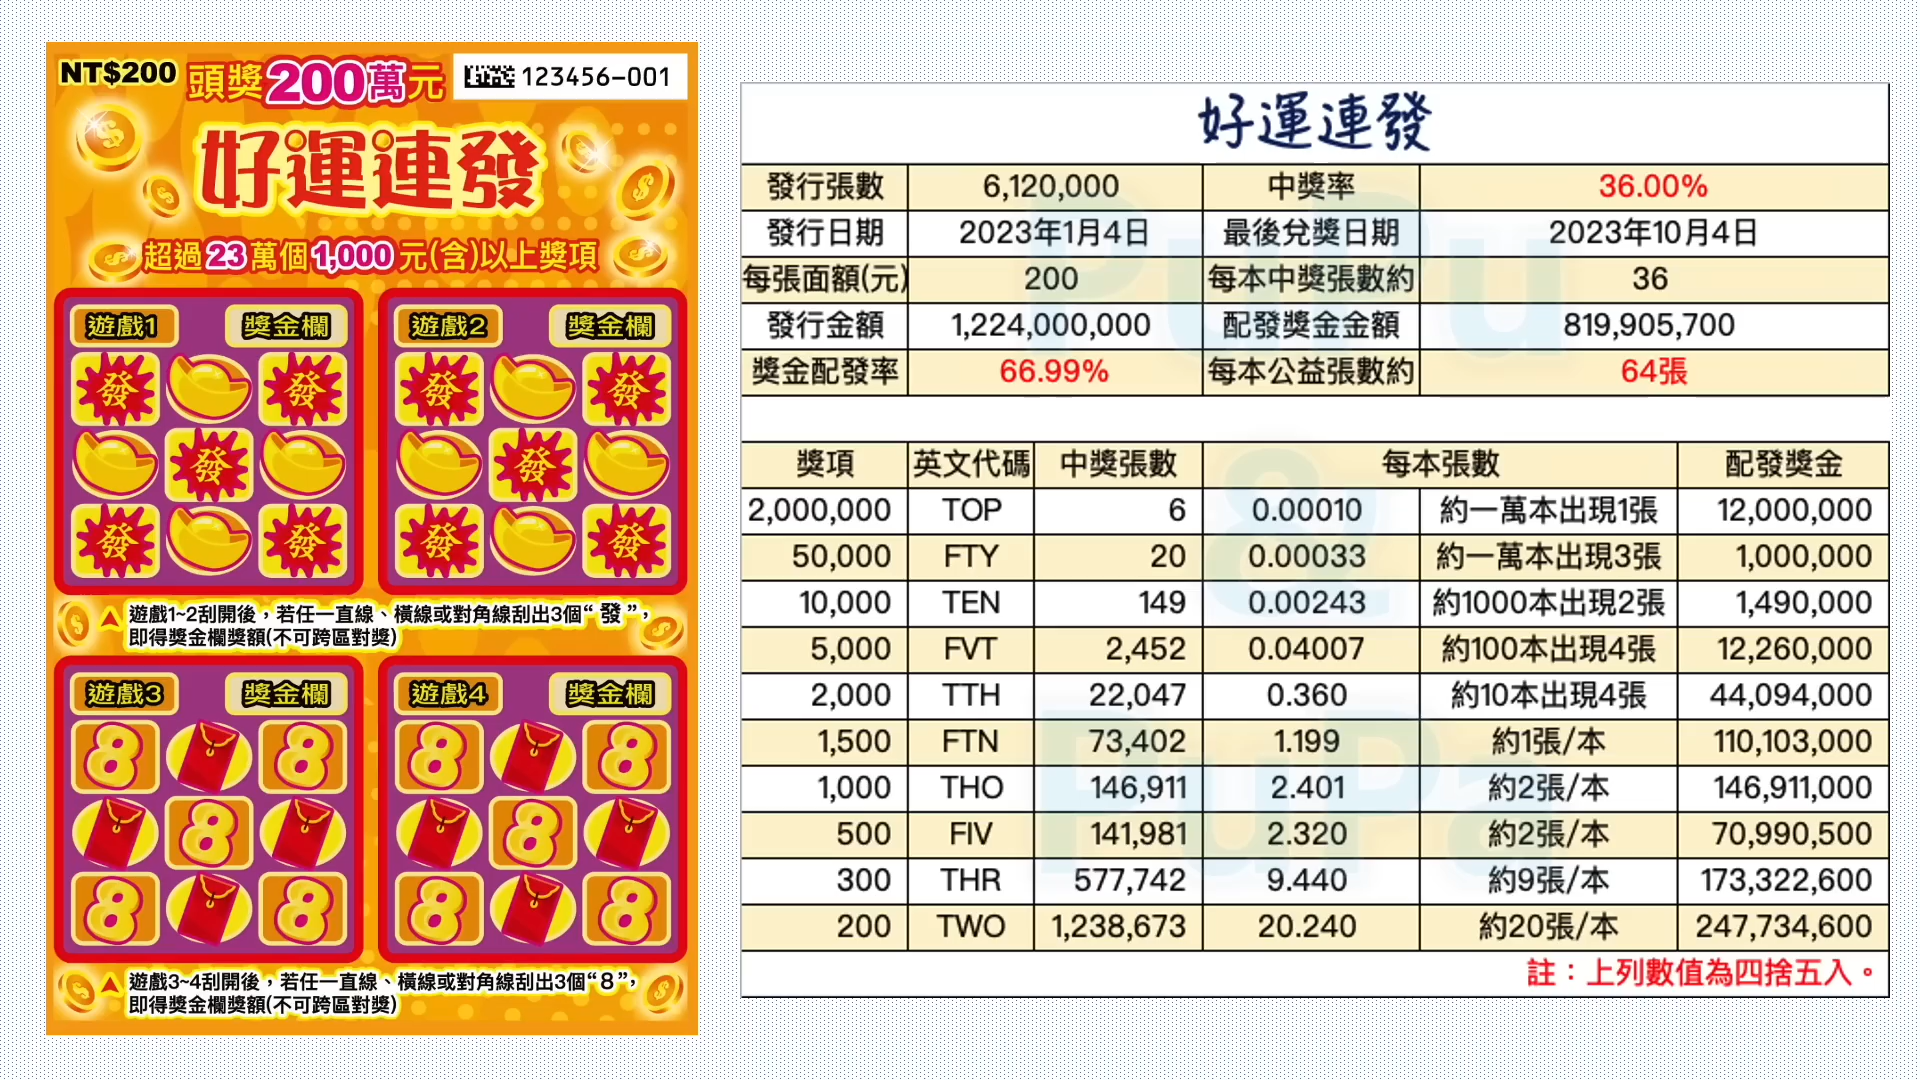 NT$200
頭獎200萬元
123456-001
好運連發
超過23萬個1,000元(含)以上獎項
遊戲1 獎金欄 遊戲2 獎金欄
發 發 發 發
發 發
發 發 發 發
▲ 遊戲1~2刮開後，若任一直線、橫線或對角線刮出3個“發”，
即得獎金欄獎額(不可跨區對獎)
遊戲3 獎金欄 遊戲4 獎金欄
8 8 8 8
8 8
8 8 8 8
▲ 遊戲3~4刮開後，若任一直線、橫線或對角線刮出3個“8”，
即得獎金欄獎額(不可跨區對獎)
好運連發
發行張數 6,120,000 中獎率 36.00%
發行日期 2023年1月4日 最後兌獎日期 2023年10月4日
每張面額(元) 200 每本中獎張數約 36
發行金額 1,224,000,000 配發獎金金額 819,905,700
獎金配發率 66.99% 每本公益張數約 64張
獎項 英文代碼 中獎張數 每本張數 配發獎金
2,000,000 TOP 6 0.00010 約一萬本出現1張 12,000,000
50,000 FTY 20 0.00033 約一萬本出現3張 1,000,000
10,000 TEN 149 0.00243 約1000本出現2張 1,490,000
5,000 FVT 2,452 0.04007 約100本出現4張 12,260,000
2,000 TTH 22,047 0.360 約10本出現4張 44,094,000
1,500 FTN 73,402 1.199 約1張/本 110,103,000
1,000 THO 146,911 2.401 約2張/本 146,911,000
500 FIV 141,981 2.320 約2張/本 70,990,500
300 THR 577,742 9.440 約9張/本 173,322,600
200 TWO 1,238,673 20.240 約20張/本 247,734,600
註：上列數值為四捨五入。
PuPu
&
PuPa